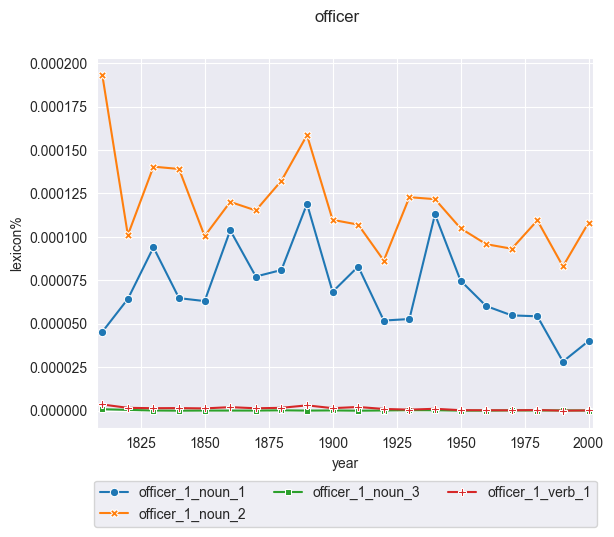 officer
0.000200
0.000175
0.000150
0.000125
0.000100
0.000075
0.000050
0.000025
0.000000
lexicon%
1825 1850 1875 1900 1925 1950 1975 2000
year
officer_1_noun_1 officer_1_noun_3 officer_1_verb_1
officer_1_noun_2